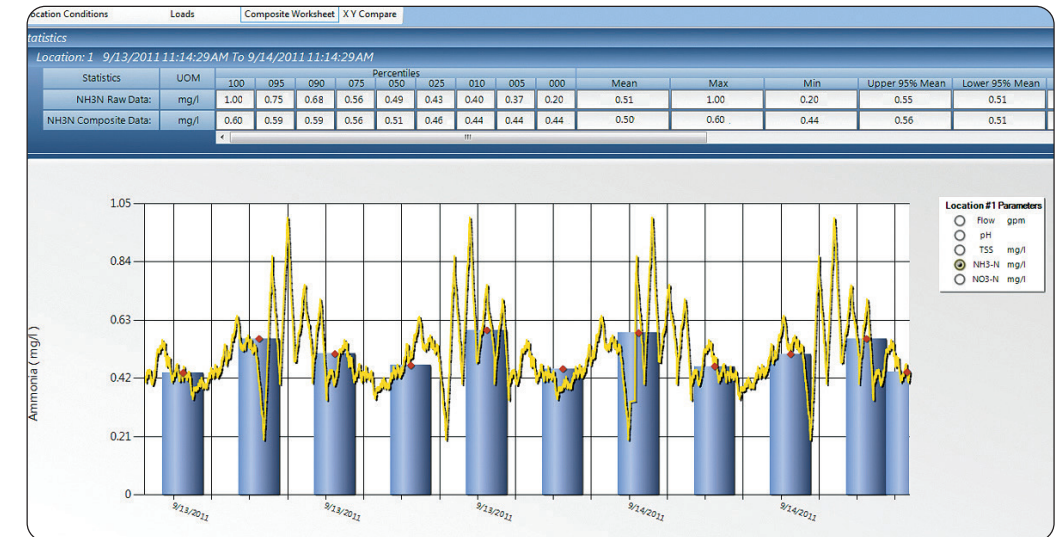 ocation Conditions Loads Composite Worksheet X Y Compare
tatistics
Location: 1 9/13/2011 11:14:29AM To 9/14/2011 11:14:29AM
Statistics UOM Percentiles Mean Max Min Upper 95% Mean Lower 95% Mean
100 095 090 075 050 025 010 005 000
NH3N Raw Data: mg/l 1.00 0.75 0.68 0.56 0.49 0.43 0.40 0.37 0.20 0.51 1.00 0.20 0.55 0.51
NH3N Composite Data: mg/l 0.60 0.59 0.59 0.56 0.51 0.46 0.44 0.44 0.44 0.50 0.60 0.44 0.56 0.51
Location #1 Parameters
Flow gpm
pH
TSS mg/l
NH3-N mg/l
NO3-N mg/l
Ammonia ( mg/l )
1.05
0.84
0.63
0.42
0.21
0
9/13/2011 9/13/2011 9/13/2011 9/14/2011 9/14/2011